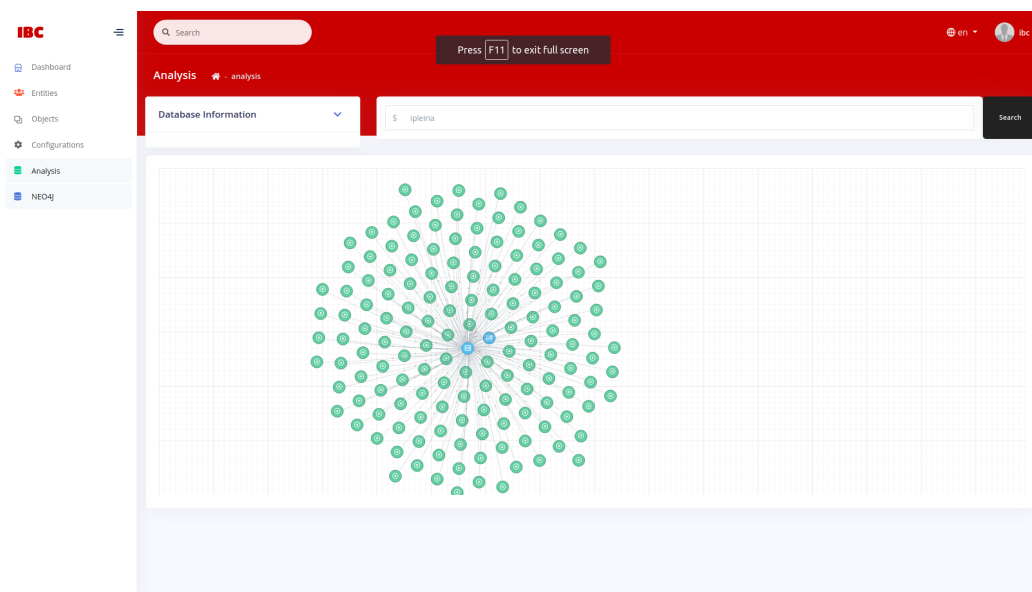 IBC
Search
en
ibc
Press F11 to exit full screen
Dashboard
Analysis - analysis
Entities
Database Information
$ ipleiria
Search
Objects
Configurations
Analysis
NEO4J